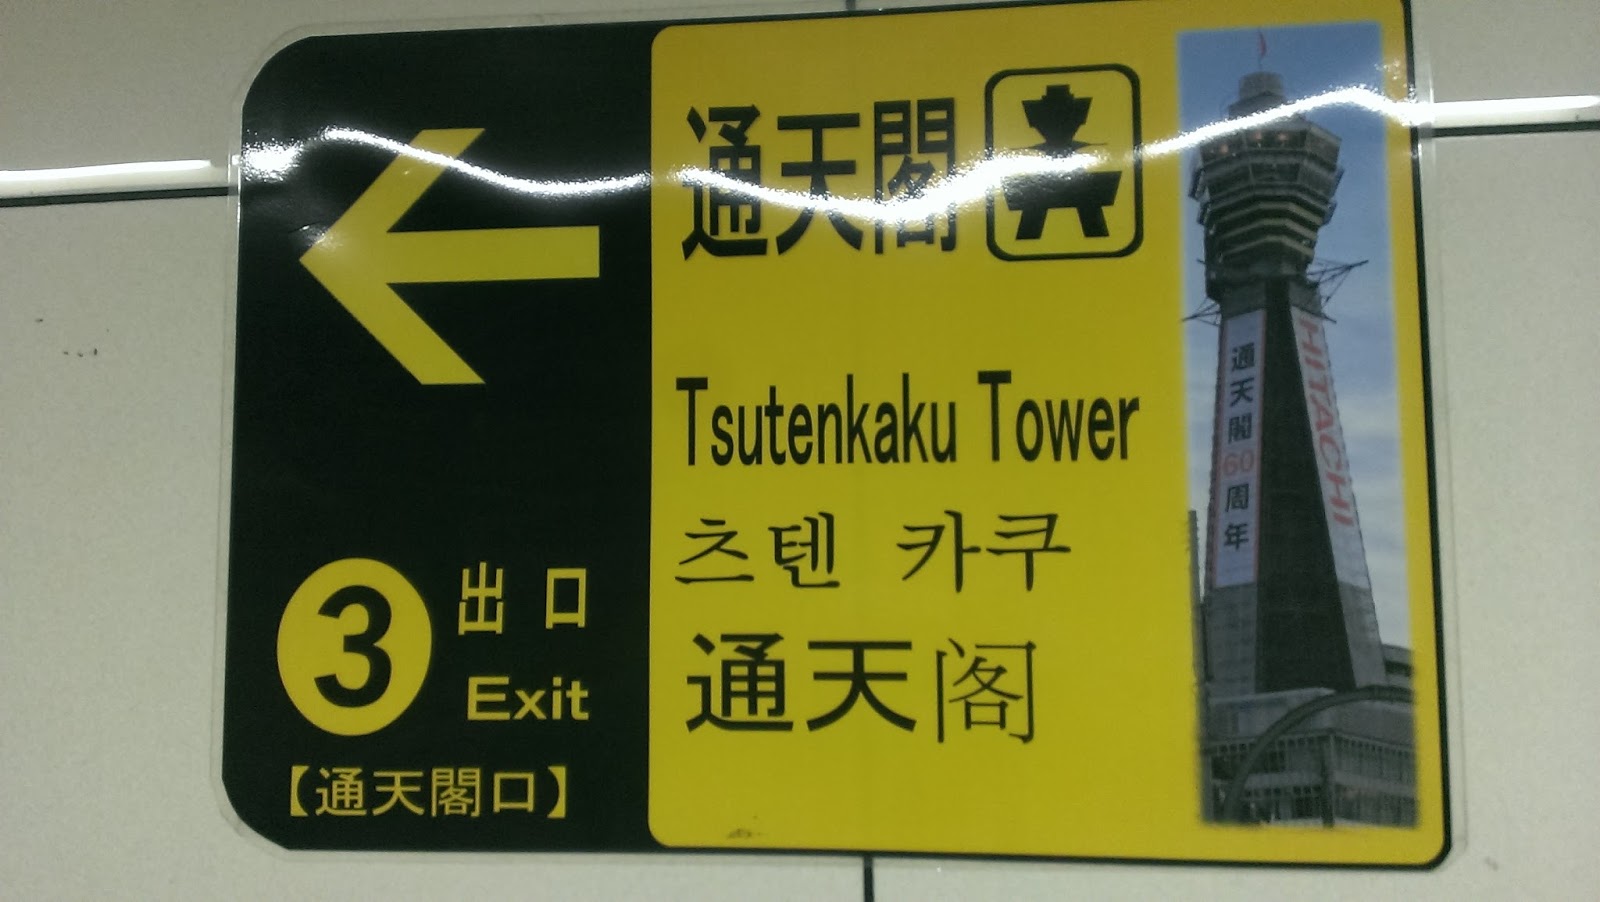 通天閣
Tsutenkaku Tower
츠텐 카쿠
通天阁
3 出口
Exit
【通天閣口】
通天閣60周年
HITACHI